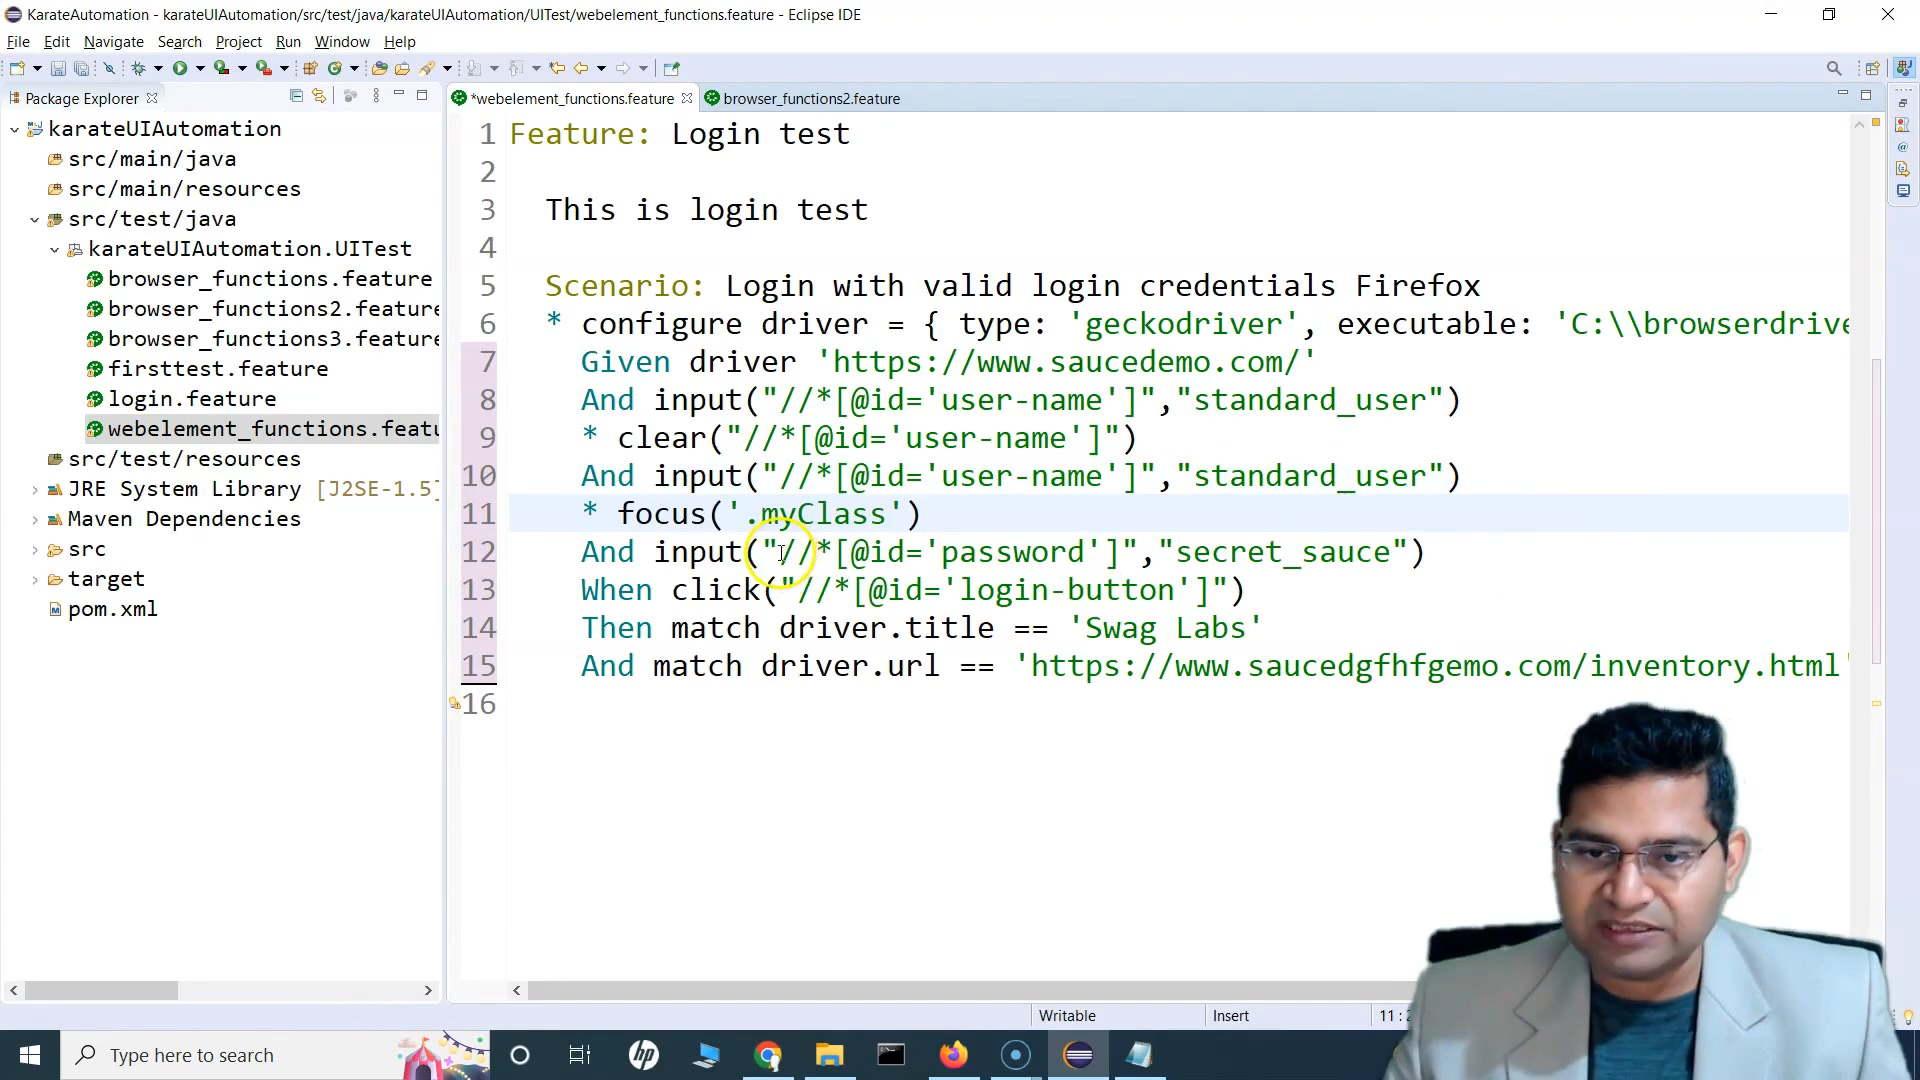 KarateAutomation - karateUIAutomation/src/test/java/karateUIAutomation/UITest/webelement_functions.feature - Eclipse IDE
File Edit Navigate Search Project Run Window Help
Package Explorer
*webelement_functions.feature
browser_functions2.feature
karateUIAutomation
src/main/java
src/main/resources
src/test/java
karateUIAutomation.UITest
browser_functions.feature
browser_functions2.feature
browser_functions3.feature
firsttest.feature
login.feature
webelement_functions.featu
src/test/resources
JRE System Library [J2SE-1.5]
Maven Dependencies
src
target
pom.xml
1 Feature: Login test
2
3 This is login test
4
5 Scenario: Login with valid login credentials Firefox
6 * configure driver = { type: 'geckodriver', executable: 'C:\\browserdrive
7 Given driver 'https://www.saucedemo.com/'
8 And input("//*[@id='user-name']","standard_user")
9 * clear("//*[@id='user-name']")
10 And input("//*[@id='user-name']","standard_user")
11 * focus('.myClass')
12 And input("//*[@id='password']","secret_sauce")
13 When click("//*[@id='login-button']")
14 Then match driver.title == 'Swag Labs'
15 And match driver.url == 'https://www.saucedgfhfgemo.com/inventory.html'
16
Writable
Insert
11 : 2
Type here to search
hp